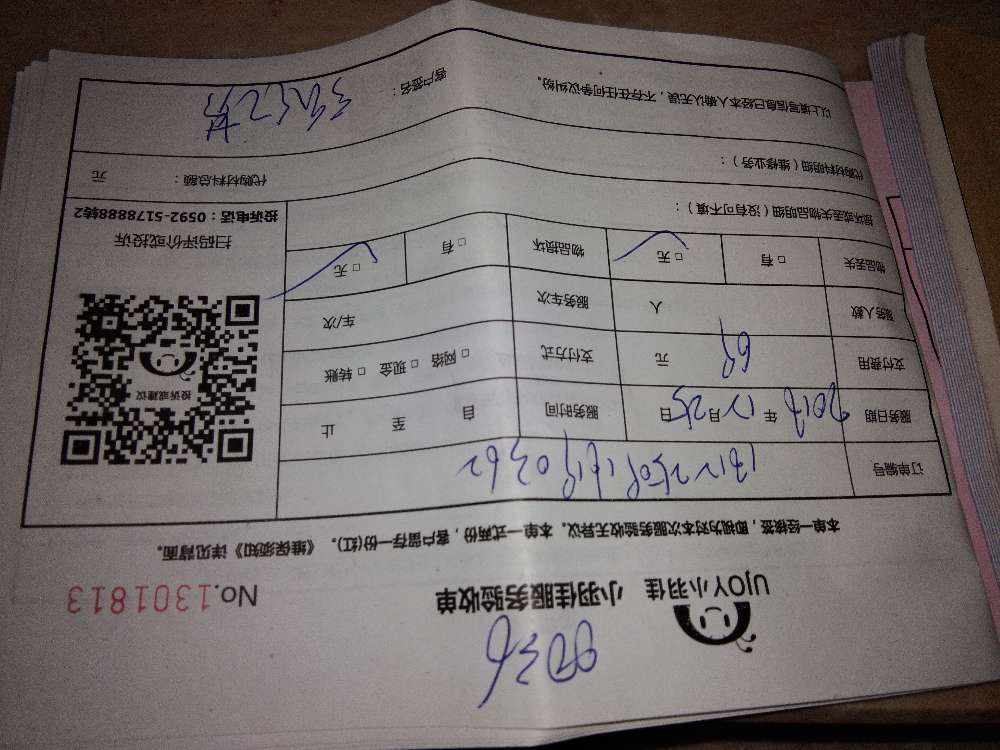 UJOY小羽佳 小羽佳服务验收单 No.1301813
本单一经核签，即视为对本次服务验收无异议。本单一式两份，客户留存一份(红)。《维保须知》详见背面。
订单编号
服务日期 年 12 月 25 日 服务时间 自 至 止
支付费用 69 元 支付方式 □ 网络 □ 现金 □ 转账
服务人数 人 服务车次 车/次
物品丢失 □ 有 □ 无 物品损坏 □ 有 □ 无
投诉或建议
扫码评价或投诉
投诉电话：0592-5178888转2
损坏或丢失物品明细（没有可不填）：
代购材料明细（维修业务）： 代购材料总额： 元
以上填写信息已经本人确认无误，不存在任何争议纠纷。 客户签名：